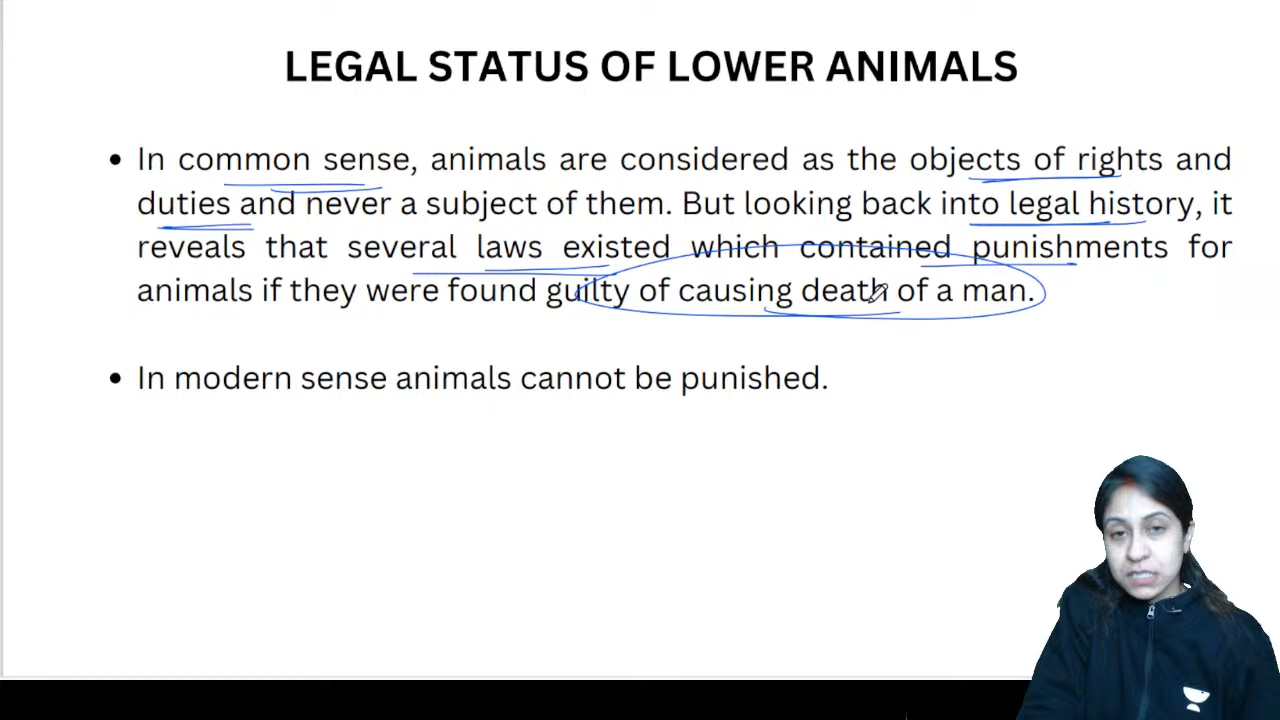 LEGAL STATUS OF LOWER ANIMALS
• In common sense, animals are considered as the objects of rights and
duties and never a subject of them. But looking back into legal history, it
reveals that several laws existed which contained punishments for
animals if they were found guilty of causing death of a man.
• In modern sense animals cannot be punished.